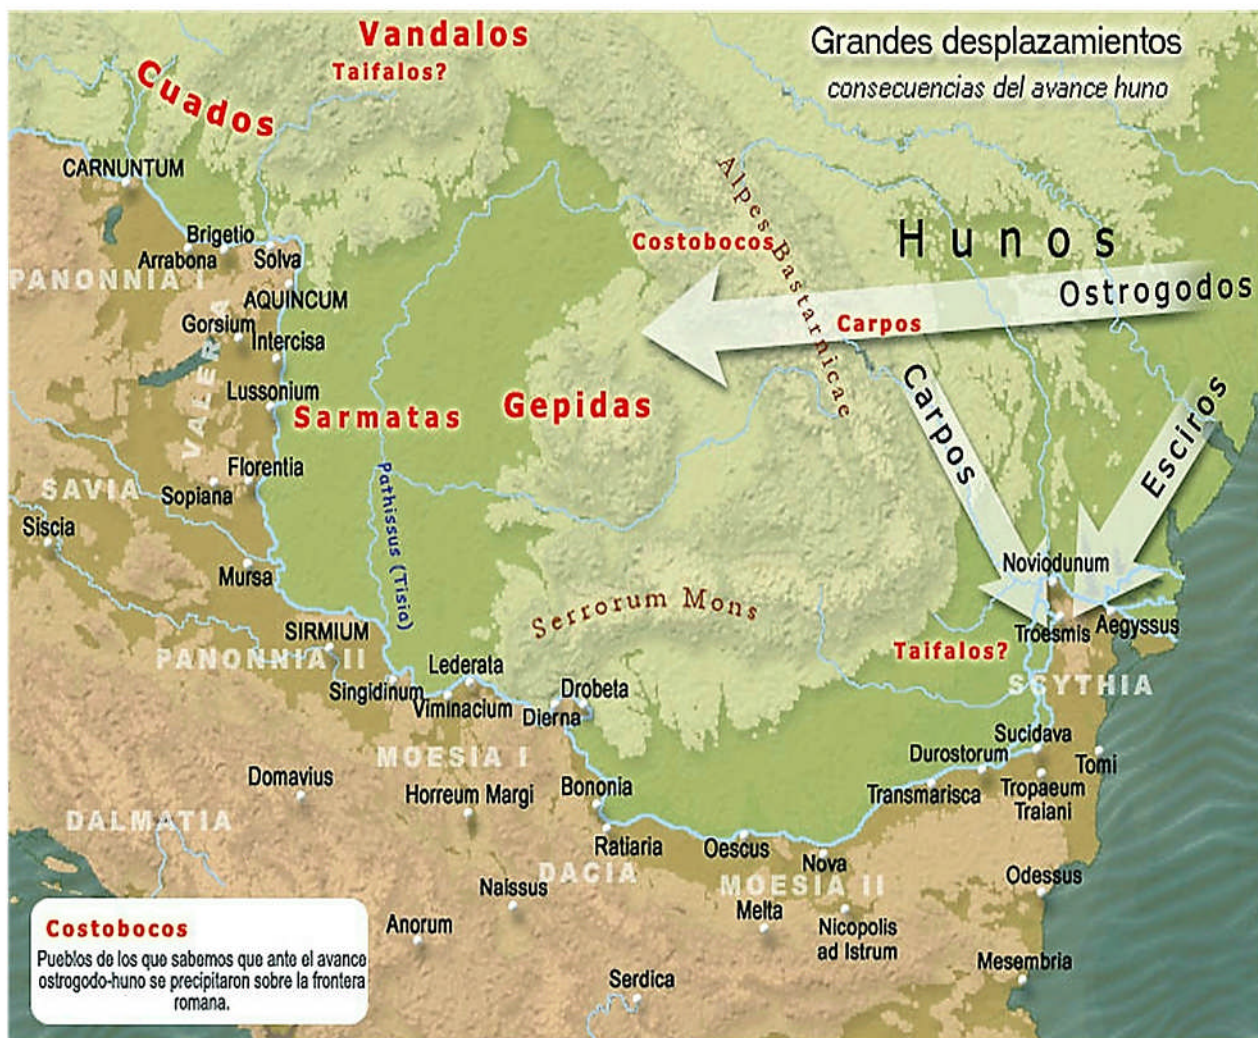 Grandes desplazamientos
consecuencias del avance huno
Vandalos
Taifalos?
Cuados
CARNUNTUM
Alpes Bastarnicae
Costobocos
Hunos
Ostrogodos
Brigetio
Arrabona
Solva
PANONNIA I
AQUINCUM
Gorsium
Intercisa
VALERIA
Lussonium
Carpos
Carpos
Esciros
Sarmatas
Gepidas
Florentia
Sopiana
SAVIA
Siscia
Pathissus (Tisia)
Mursa
Noviodunum
Serrorum Mons
Troesmis
Aegyssus
SIRMIUM
PANONNIA II
Taifalos?
SCYTHIA
Lederata
Singidinum
Viminacium
Drobeta
Dierna
MOESIA I
Sucidava
Durostorum
Tomi
Domavius
Horreum Margi
Bononia
Transmarisca
Tropaeum
Traiani
DALMATIA
Ratiaria
Oescus
Nova
DACIA
MOESIA II
Odessus
Naissus
Melta
Nicopolis
ad Istrum
Anorum
Mesembria
Serdica
Costobocos
Pueblos de los que sabemos que ante el avance
ostrogodo-huno se precipitaron sobre la frontera
romana.